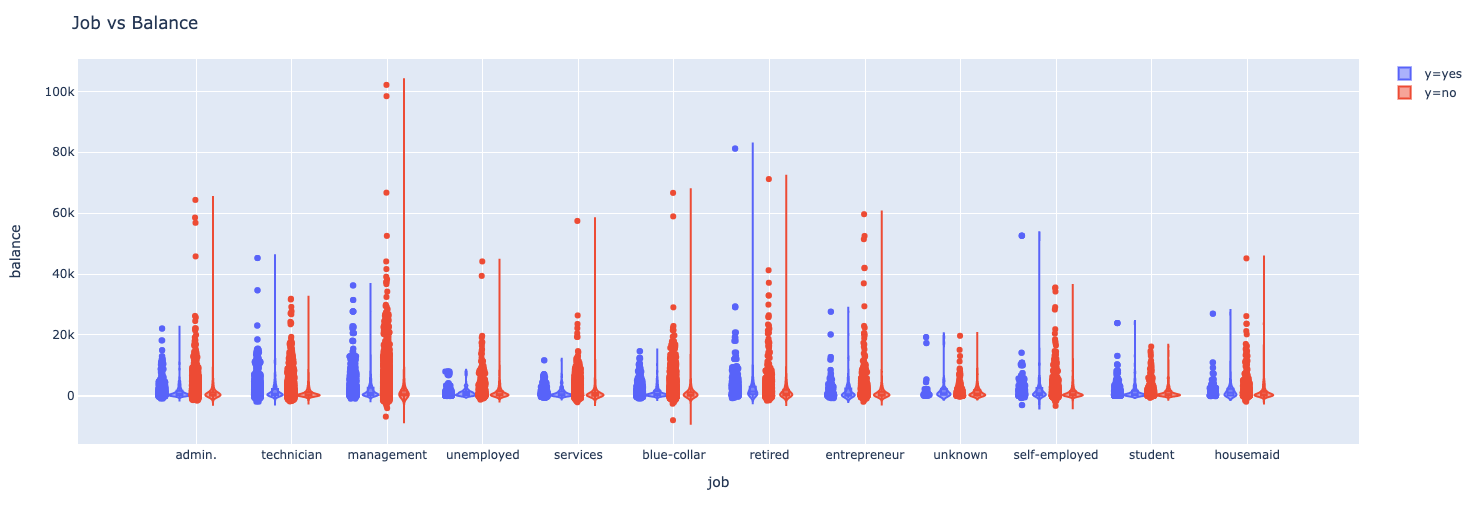 Job vs Balance
y=yes
y=no
100k
80k
60k
40k
20k
0
balance
admin.
technician
management
unemployed
services
blue-collar
retired
entrepreneur
unknown
self-employed
student
housemaid
job